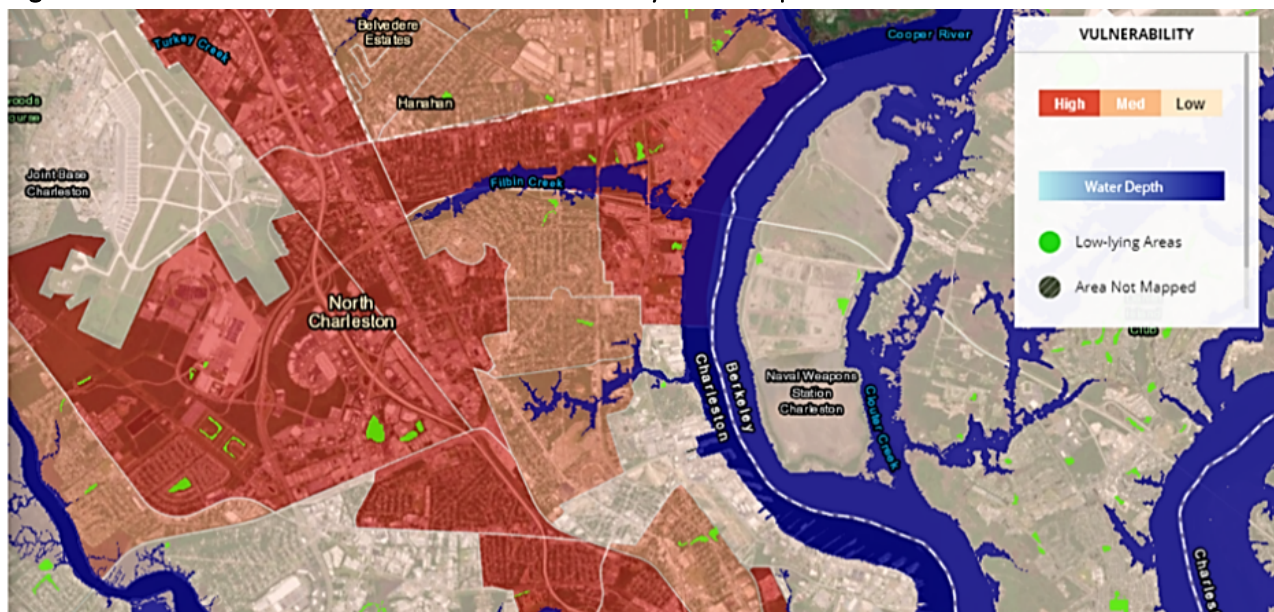 Belvedere
Estates
Turkey Creek
Cooper River
VULNERABILITY
High Med Low
Hanahan
Joint Base
Charleston
Filbin Creek
Water Depth
Low-lying Areas
Area Not Mapped
North
Charleston
Club
Charleston
Berkeley
Naval Weapons
Station
Charleston
Clouter Creek